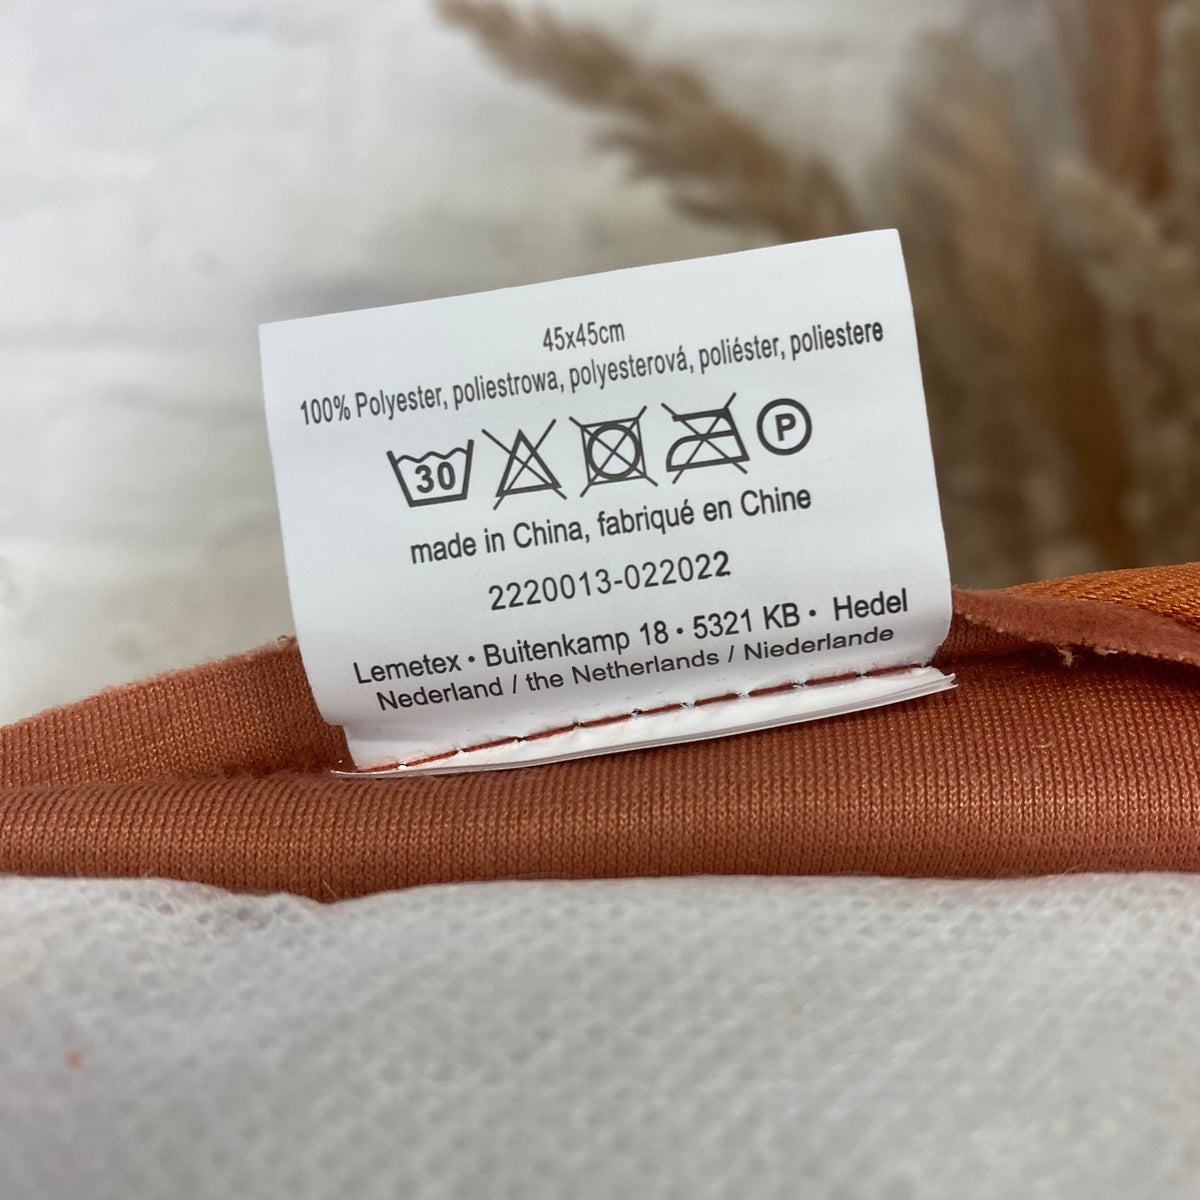 45x45cm
100% Polyester, poliestrowa, polyesterová, poliéster, poliestere
30 P
made in China, fabriqué en Chine
2220013-022022
Lemetex • Buitenkamp 18 • 5321 KB • Hedel
Nederland / the Netherlands / Niederlande